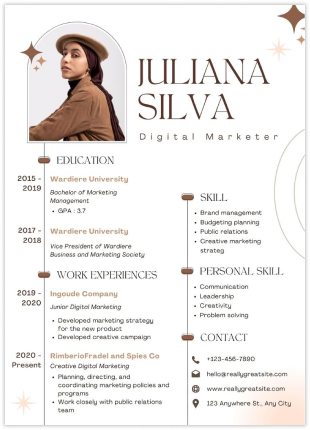 JULIANA
SILVA
Digital Marketer
EDUCATION
2015 -
2019
Wardiere University
Bachelor of Marketing
Management
• GPA : 3.7
2017 -
2018
Wardiere University
Vice President of Wardiere
Business and Marketing Society
WORK EXPERIENCES
2019 -
2020
Ingoude Company
Junior Digital Marketing
• Developed marketing strategy
for the new product
• Developed creative campaign
2020 -
Present
RimberioFradel and Spies Co
Creative Digital Marketing
• Planning, directing, and
coordinating marketing policies and
programs
• Work closely with public relations
team
SKILL
• Brand management
• Budgeting planning
• Public relations
• Creative marketing
strateg
PERSONAL SKILL
• Communication
• Leadership
• Creativity
• Problem solving
CONTACT
+123-456-7890
hello@reallygreatsite.com
www.reallygreatsite.com
123 Anywhere St., Any City